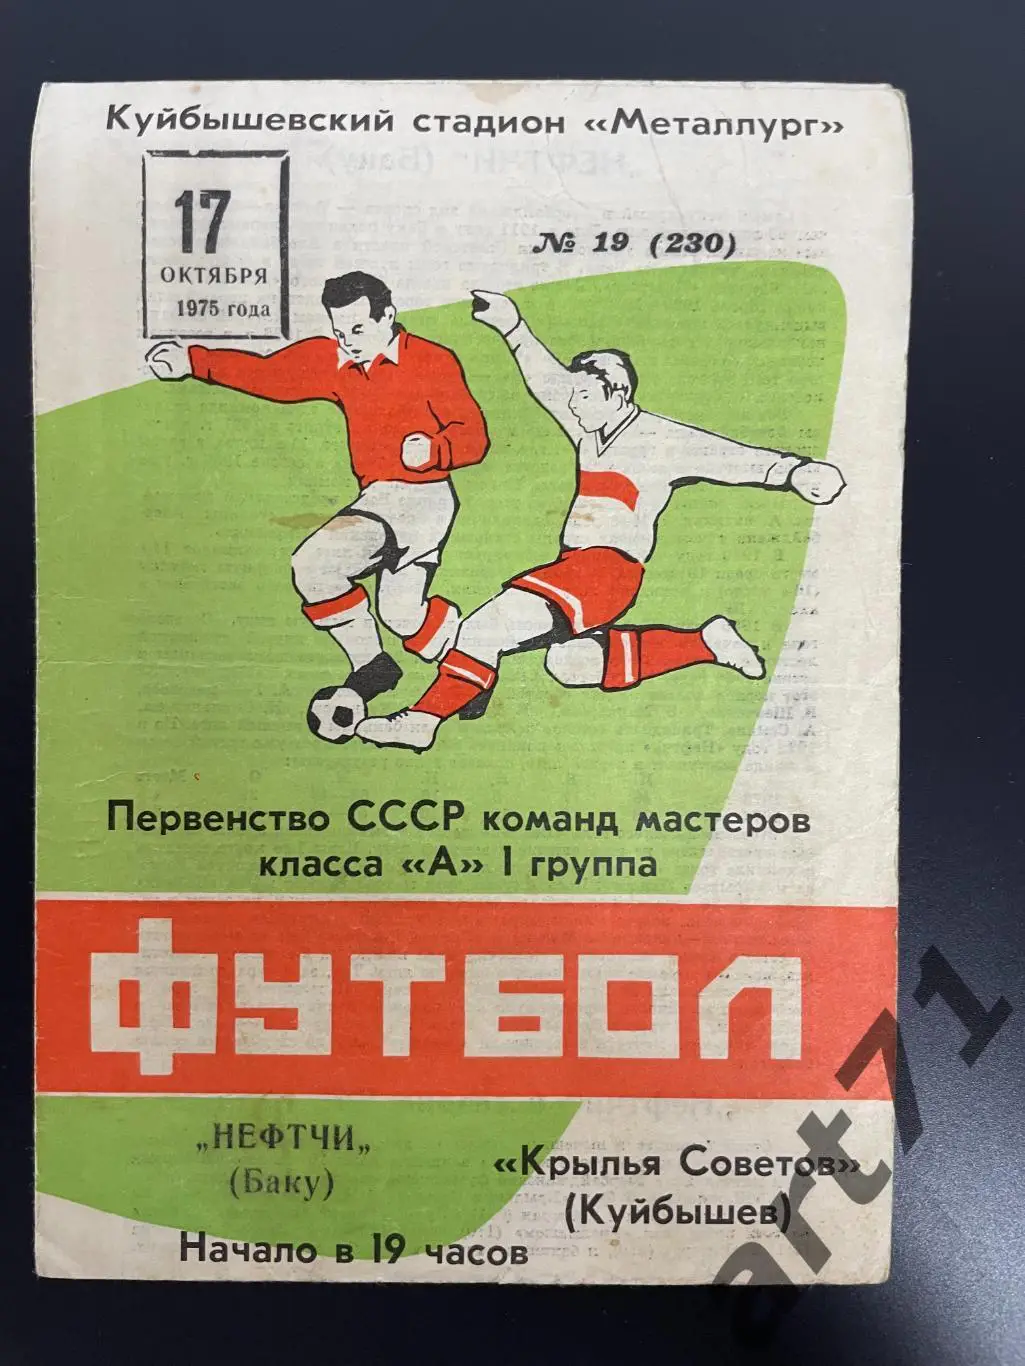 Куйбышевский стадион «Металлург»
17
ОКТЯБРЯ
1975 года
№ 19 (230)
Первенство СССР команд мастеров
класса «А» I группа
ФУТБОЛ
„НЕФТЧИ„
(Баку)
«Крылья Советов»
(Куйбышев)
Начало в 19 часов
art71